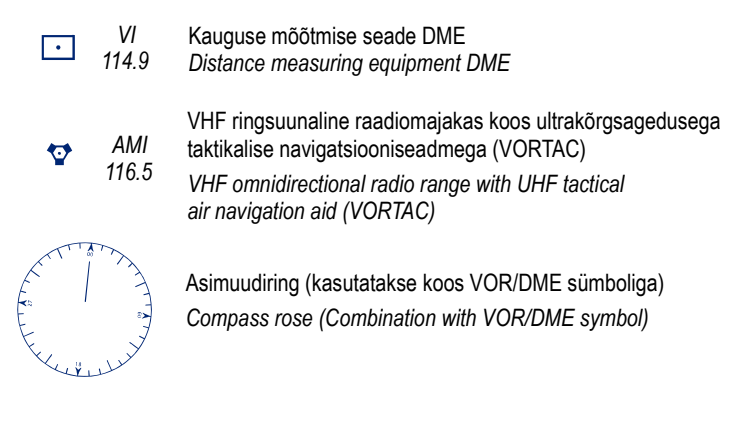 VI
114.9
Kauguse mõõtmise seade DME
Distance measuring equipment DME
AMI
116.5
VHF ringsuunaline raadiomajakas koos ultrakõrgsagedusega
taktikalise navigatsiooniseadmega (VORTAC)
VHF omnidirectional radio range with UHF tactical
air navigation aid (VORTAC)
Asimuudiring (kasutatakse koos VOR/DME sümboliga)
Compass rose (Combination with VOR/DME symbol)